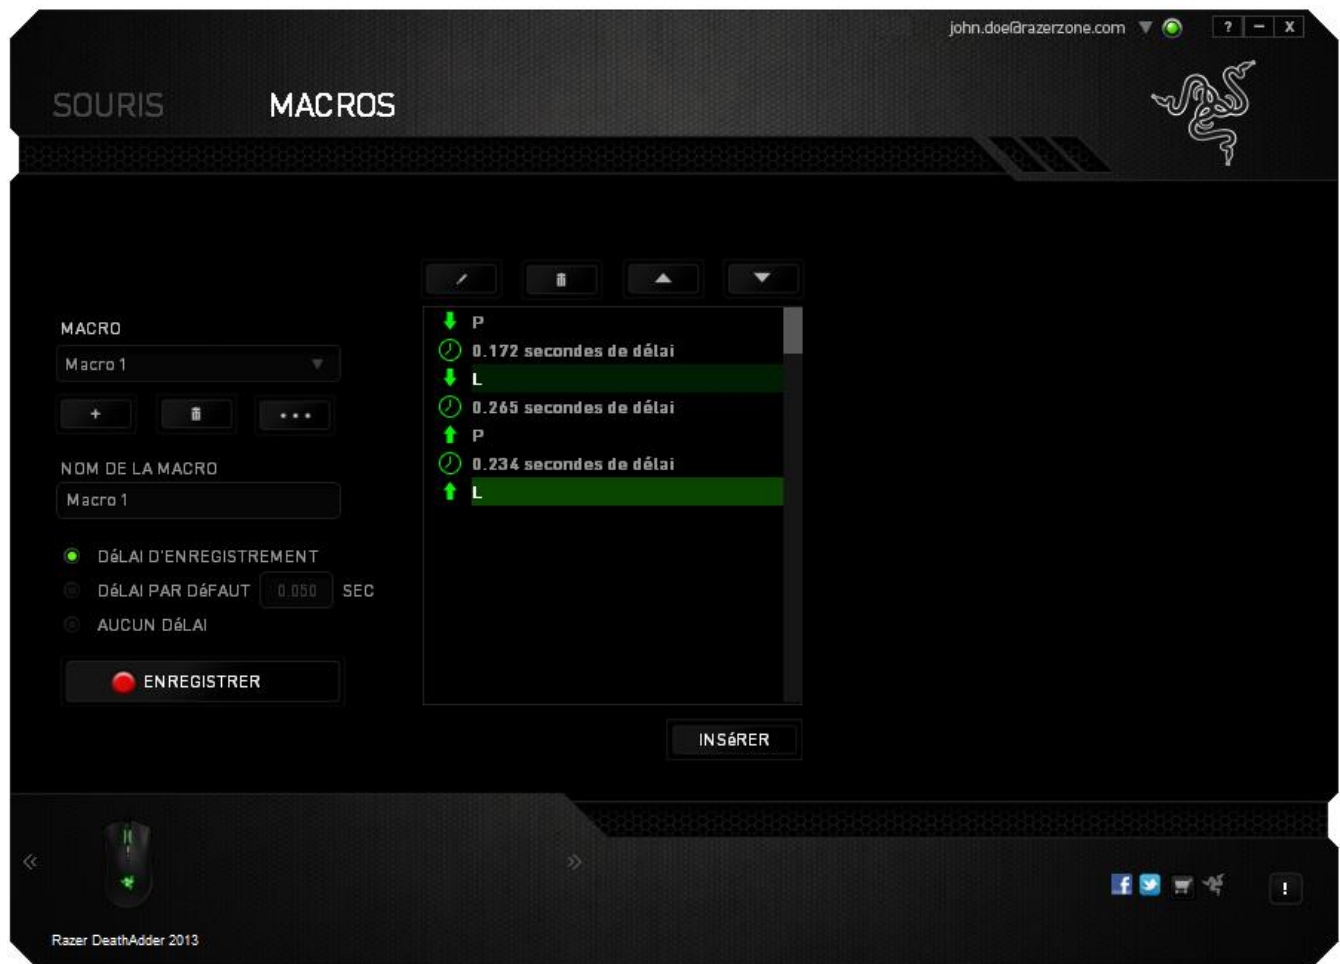 john.doe@razerzone.com
? – X
SOURIS
MACROS
MACRO
Macro 1
+
...
NOM DE LA MACRO
Macro 1
DéLAI D'ENREGISTREMENT
DéLAI PAR DéFAUT 0.050 SEC
AUCUN DéLAI
ENREGISTRER
P
0.172 secondes de délai
L
0.265 secondes de délai
P
0.234 secondes de délai
L
INSéRER
Razer DeathAdder 2013
f
!